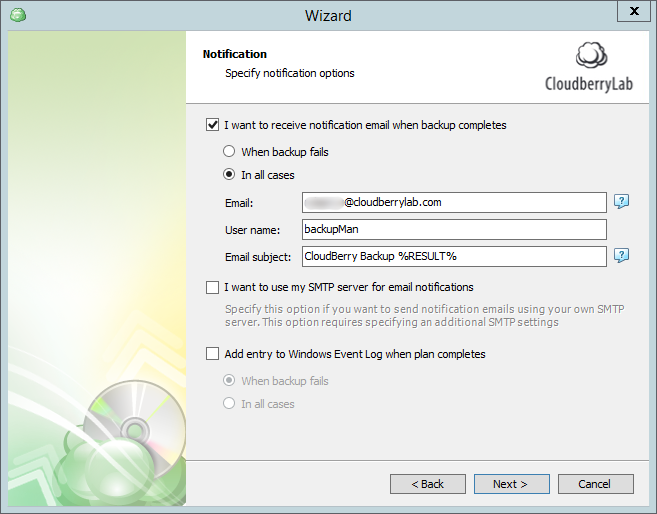 Wizard
x
Notification
Specify notification options
CloudberryLab
I want to receive notification email when backup completes
When backup fails
In all cases
Email:
@cloudberrylab.com
?
User name:
backupMan
Email subject:
CloudBerry Backup %RESULT%
?
I want to use my SMTP server for email notifications
Specify this option if you want to send notification emails using your own SMTP
server. This option requires specifying an additional SMTP settings
Add entry to Windows Event Log when plan completes
When backup fails
In all cases
< Back
Next >
Cancel